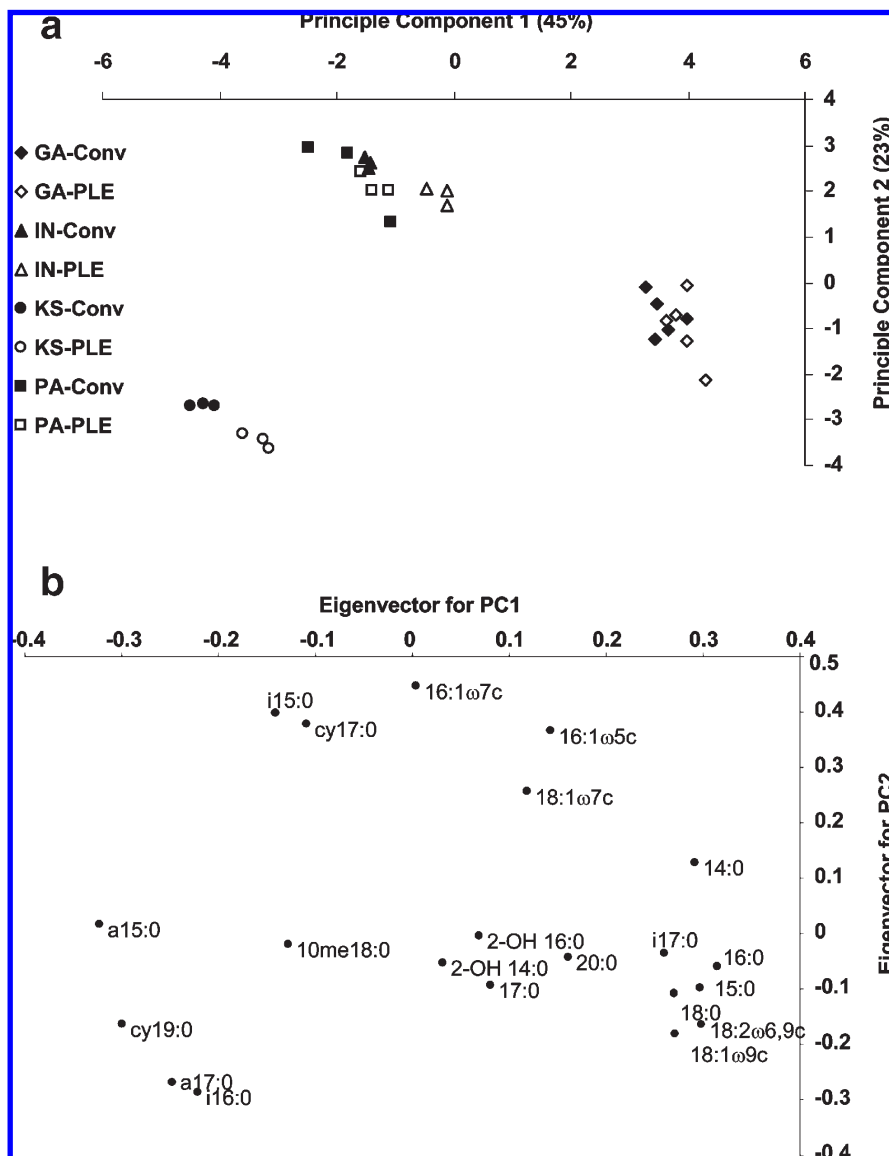 a
Principle Component 1 (45%)
-6 -4 -2 0 2 4 6
4
3
2
1
0
-1
-2
-3
-4
Principle Component 2 (23%)
GA-Conv
GA-PLE
IN-Conv
IN-PLE
KS-Conv
KS-PLE
PA-Conv
PA-PLE
b
Eigenvector for PC1
-0.4 -0.3 -0.2 -0.1 0 0.1 0.2 0.3 0.4
0.5
0.4
0.3
0.2
0.1
0
-0.1
-0.2
-0.3
-0.4
Eigenvector for PC2
16:1ω7c
i15:0
cy17:0
16:1ω5c
18:1ω7c
14:0
a15:0
10me18:0
2-OH 16:0
i17:0
16:0
2-OH 14:0
20:0
17:0
15:0
18:0
cy19:0
18:2ω6,9c
18:1ω9c
a17:0
i16:0